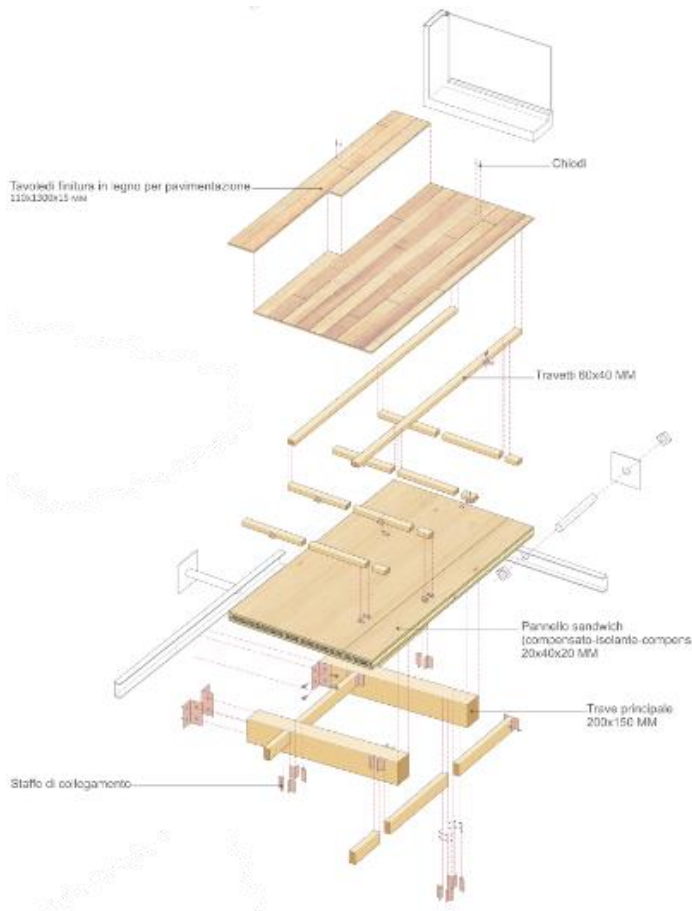 Chiodi
Tavoledi finitura in legno per pavimentazione
110x1300x15 MM
Travetti 60x40 MM
Pannello sandwich
(compensato-isolante-compens
20x40x20 MM
Trave principale
200x150 MM
Staffe di collegamento